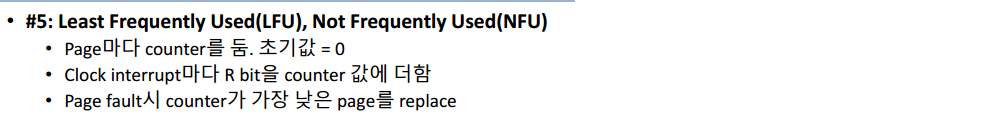 • #5: Least Frequently Used(LFU), Not Frequently Used(NFU)
• Page마다 counter를 둠. 초기값 = 0
• Clock interrupt마다 R bit을 counter 값에 더함
• Page fault시 counter가 가장 낮은 page를 replace